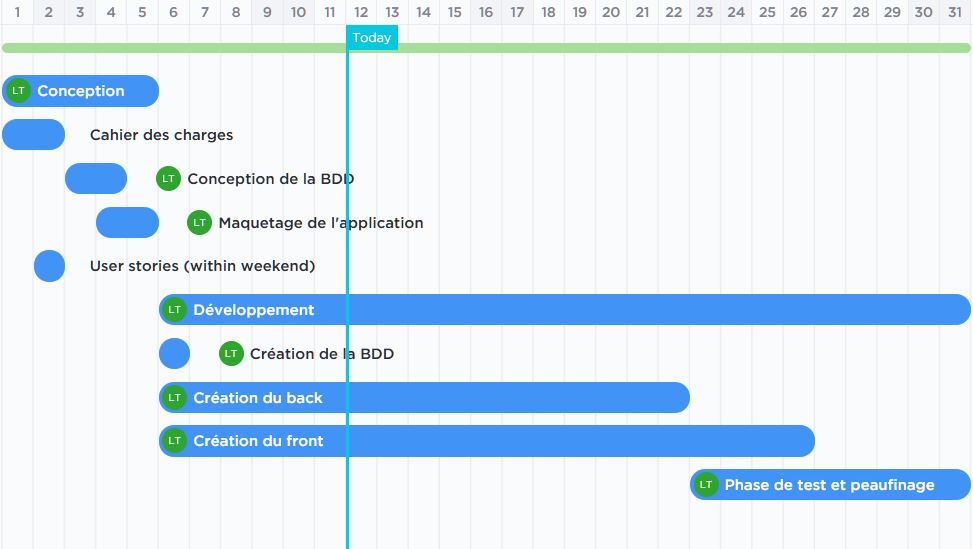 1 2 3 4 5 6 7 8 9 10 11 12 13 14 15 16 17 18 19 20 21 22 23 24 25 26 27 28 29 30 31
Today
LT Conception
Cahier des charges
LT Conception de la BDD
LT Maquetage de l'application
User stories (within weekend)
LT Développement
LT Création de la BDD
LT Création du back
LT Création du front
LT Phase de test et peaufinage